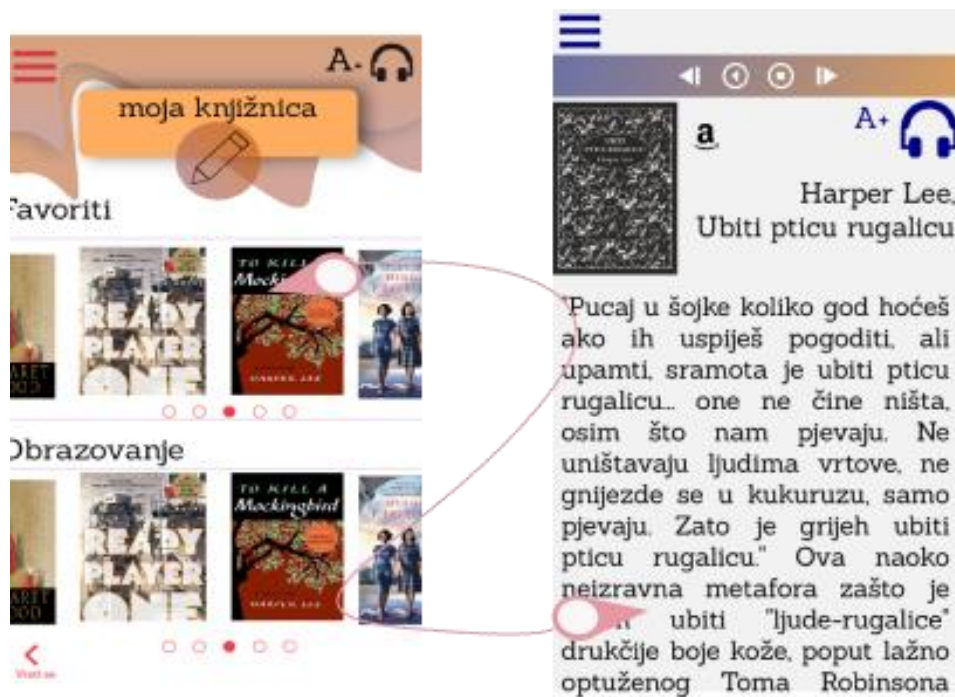 A-
moja knjižnica
Favoriti
READY
PLAYER
ONE
TO KILL
Mocki
HARPER LEE
Obrazovanje
READY
PLAYER
ONE
TO KILL A
Mockingbird
HARPER LEE
Vrati se
a
A+
Harper Lee,
Ubiti pticu rugalicu
"Pucaj u šojke koliko god hoćeš
ako ih uspiješ pogoditi, ali
upamti, sramota je ubiti pticu
rugalicu... one ne čine ništa,
osim što nam pjevaju. Ne
uništavaju ljudima vrtove, ne
gnijezde se u kukuruzu, samo
pjevaju. Zato je grijeh ubiti
pticu rugalicu." Ova naoko
neizravna metafora zašto je
ubiti "ljude-rugalice"
drukčije boje kože, poput lažno
optuženog Toma Robinsona